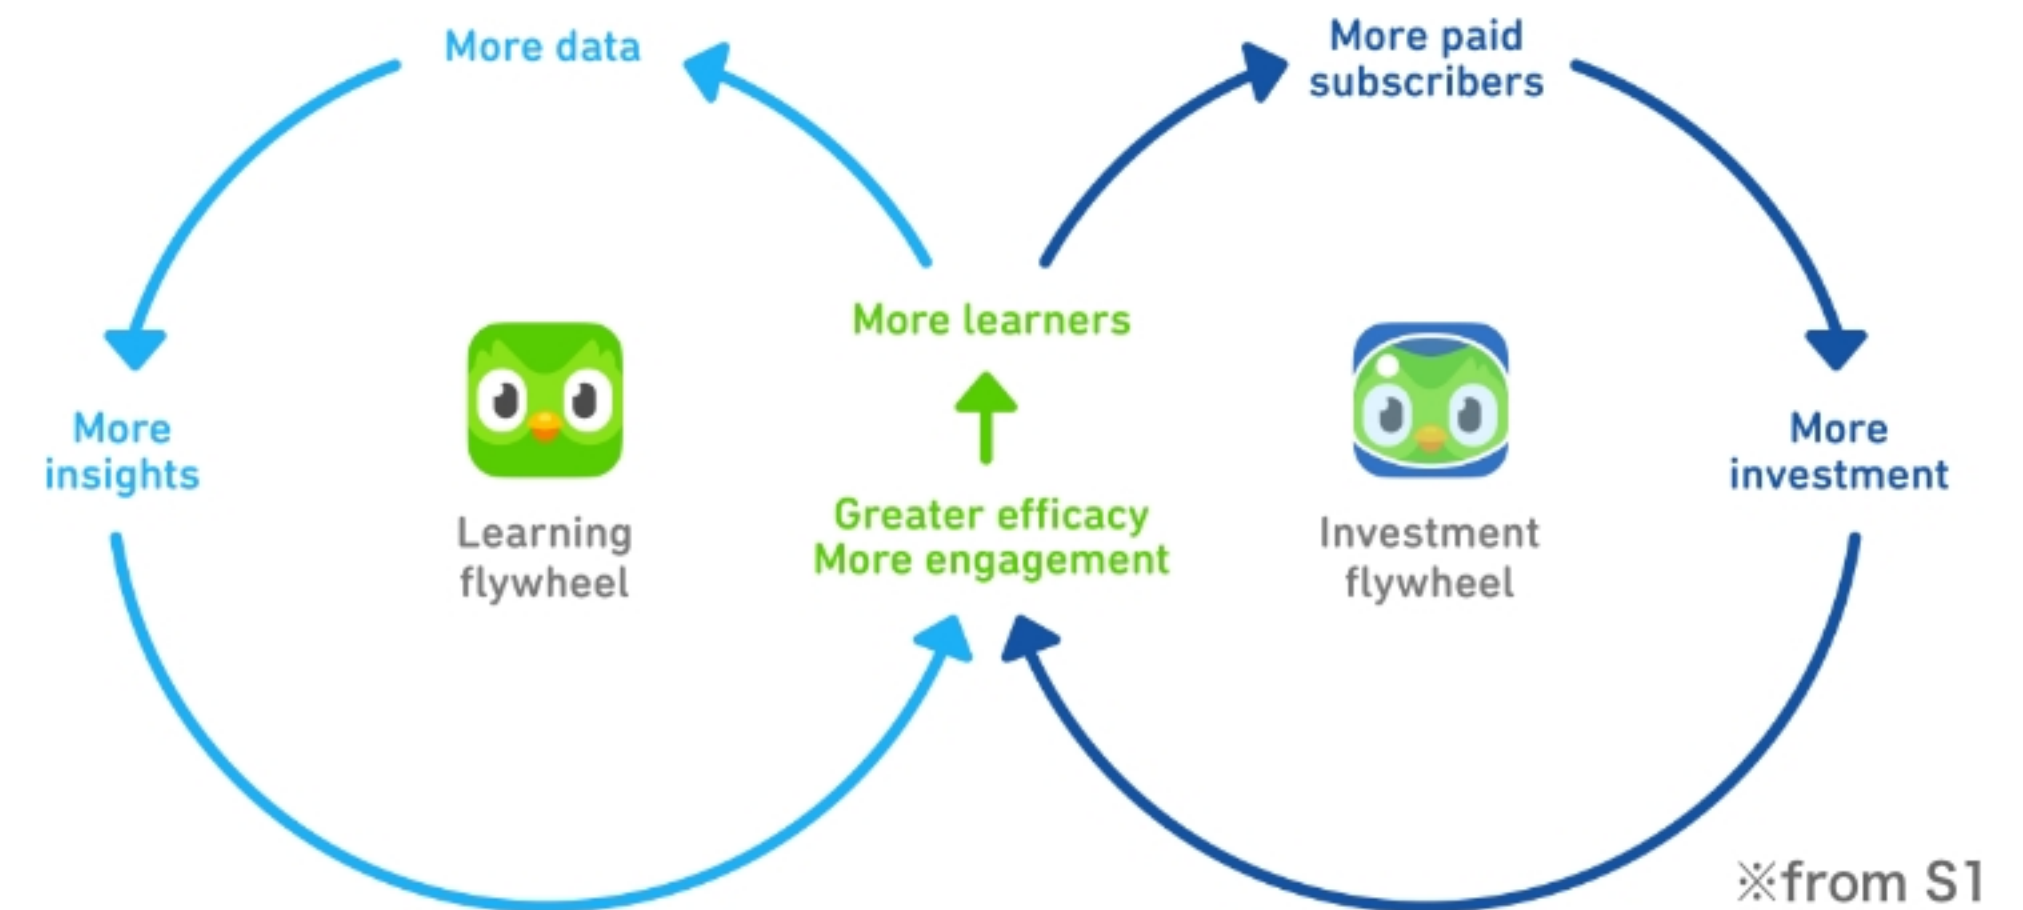 More data
More paid
subscribers
More learners
More
insights
Learning
flywheel
Greater efficacy
More engagement
Investment
flywheel
More
investment
※from S1